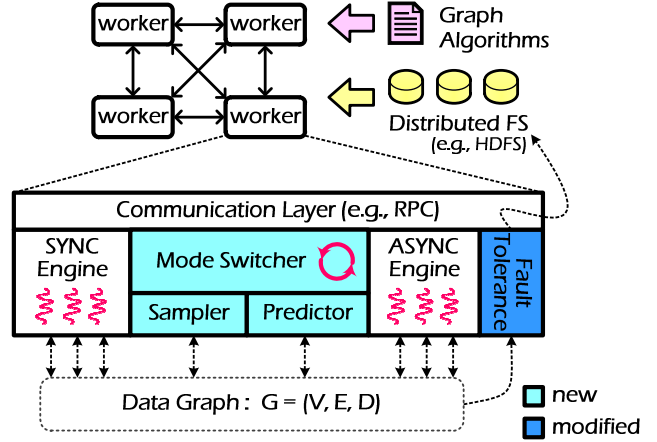 worker
worker
Graph
Algorithms
worker
worker
Distributed FS
(e.g., HDFS)
Communication Layer (e.g., RPC)
SYNC
Engine
Mode Switcher
Sampler
Predictor
ASYNC
Engine
Fault
Tolerance
Data Graph : G = (V, E, D)
new
modified